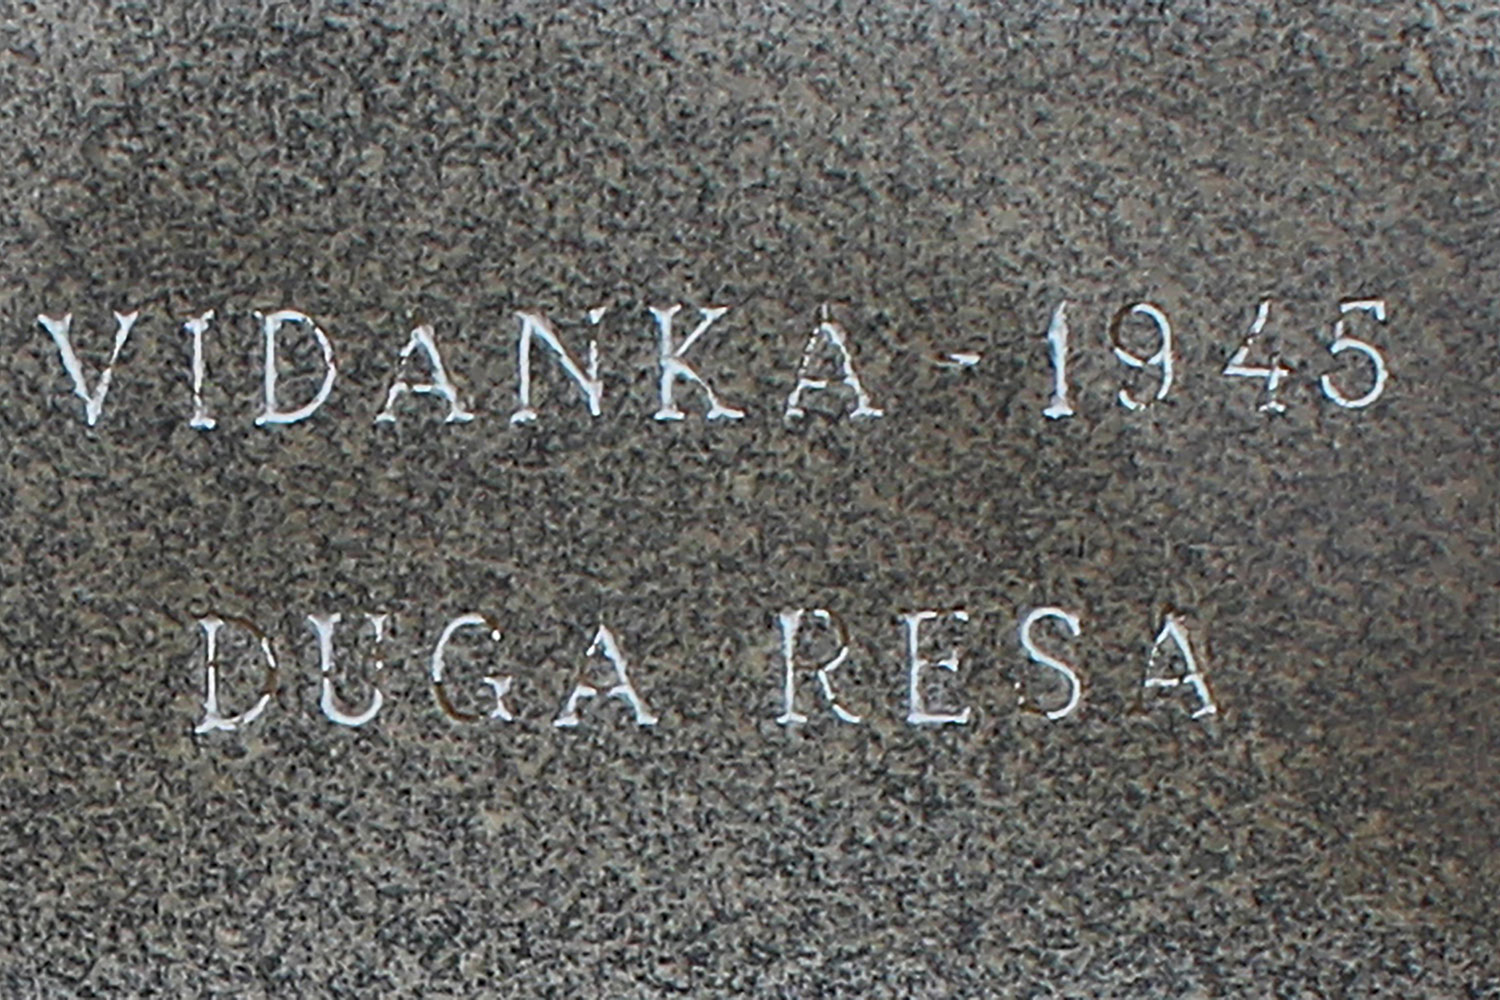 VIDANKA - 1945
DUGA RESA